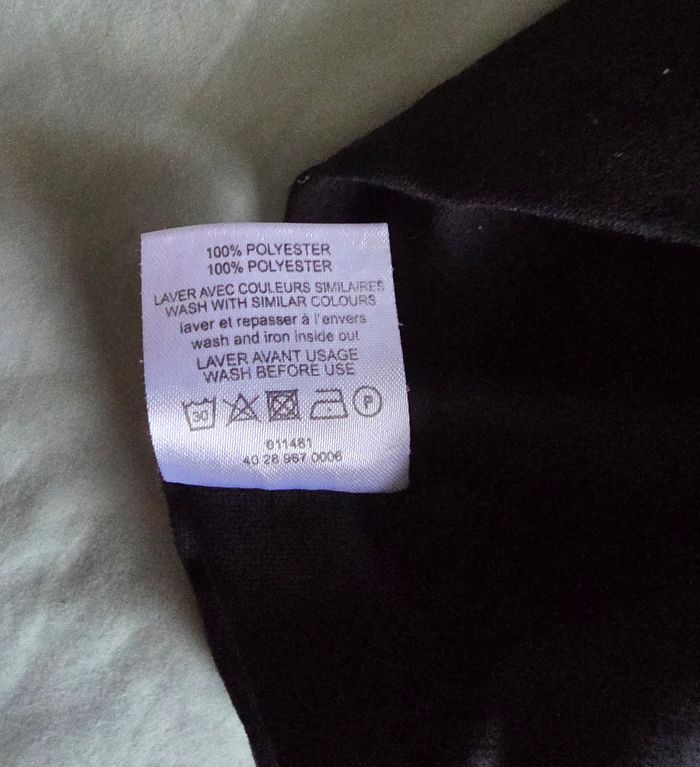 100% POLYESTER
100% POLYESTER
LAVER AVEC COULEURS SIMILAIRES
WASH WITH SIMILAR COLOURS
laver et repasser à l'envers
wash and iron inside out
LAVER AVANT USAGE
WASH BEFORE USE
30 P
011481
40 28 967 0006